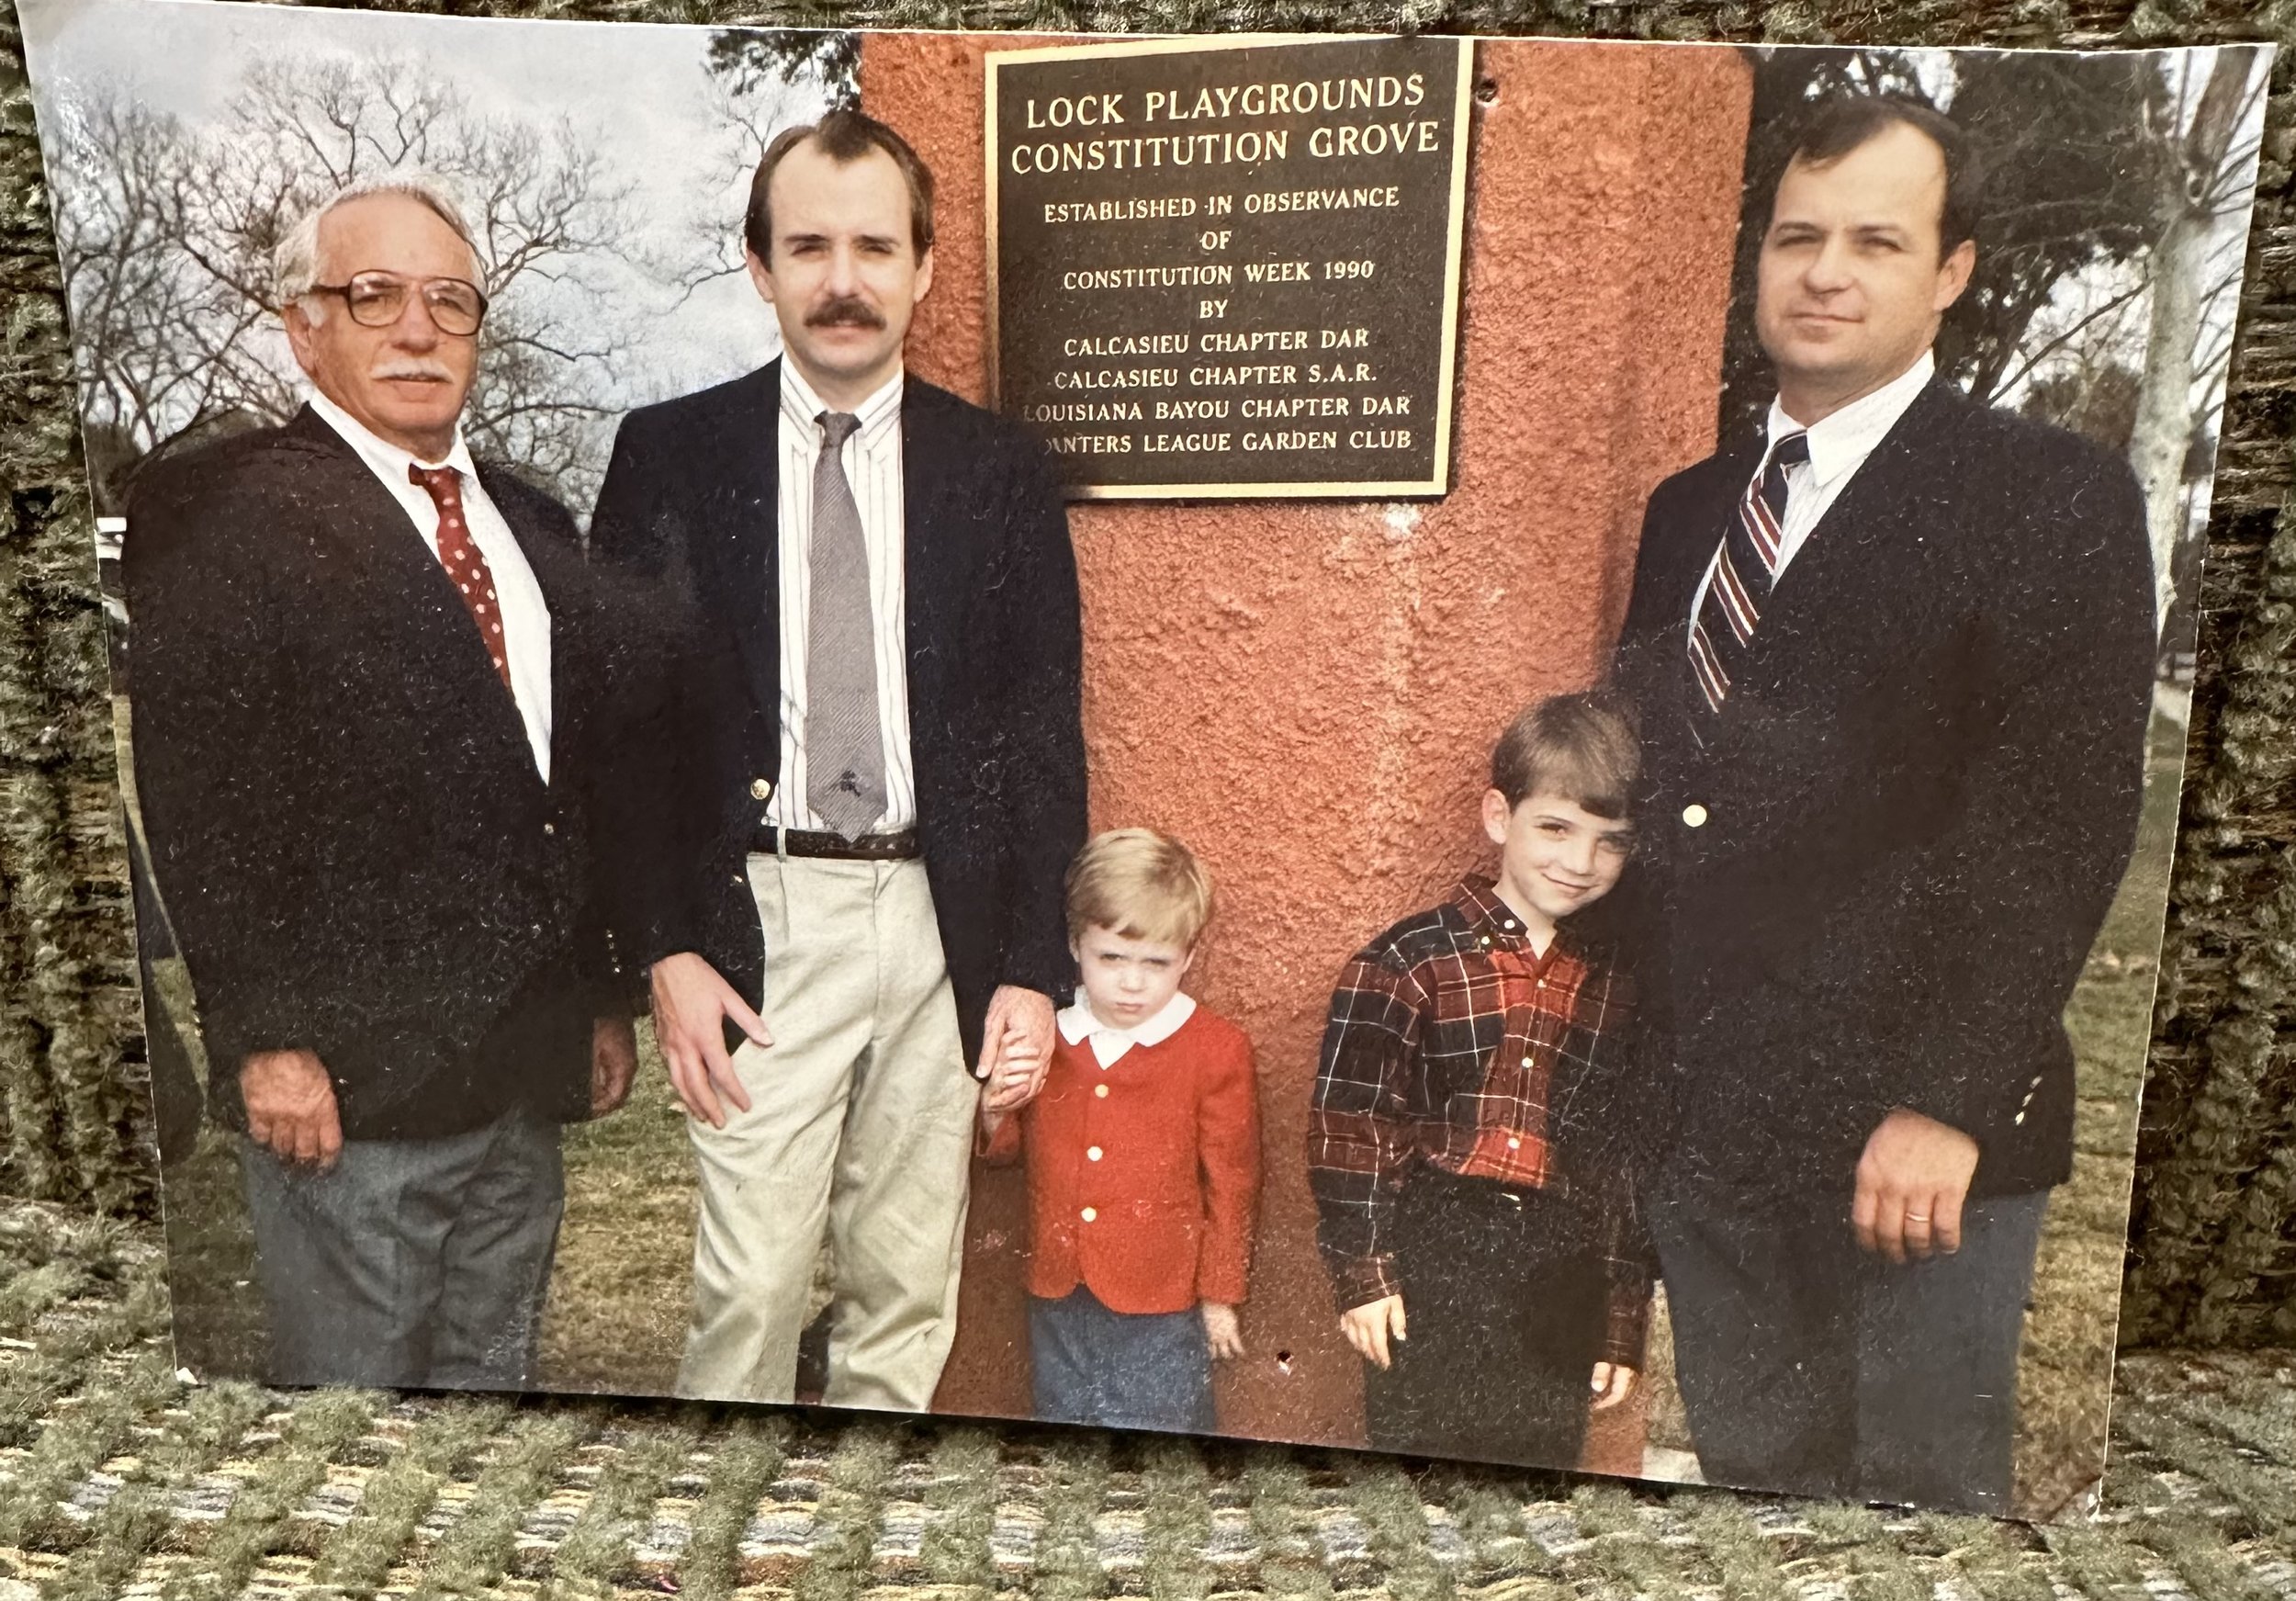 LOCK PLAYGROUNDS
CONSTITUTION GROVE
ESTABLISHED IN OBSERVANCE
OF
CONSTITUTION WEEK 1990
BY
CALCASIEU CHAPTER DAR
CALCASIEU CHAPTER S.A.R.
LOUISIANA BAYOU CHAPTER DAR
LEAGUE GARDEN CLUB